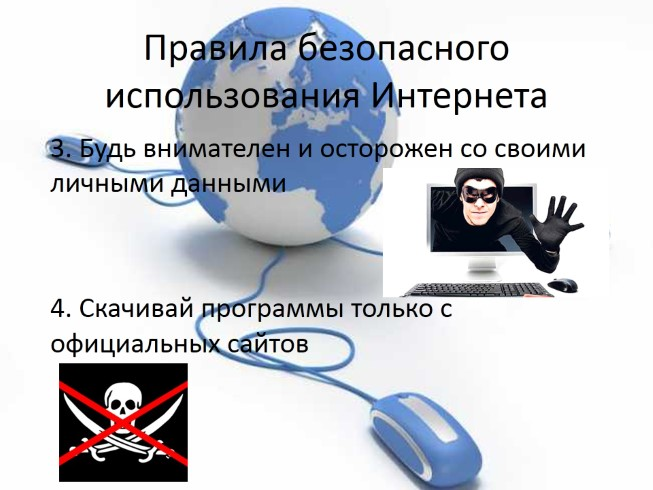 Правила безопасного
использования Интернета
3. Будь внимателен и осторожен со своими
личными данными
4. Скачивай программы только с
официальных сайтов